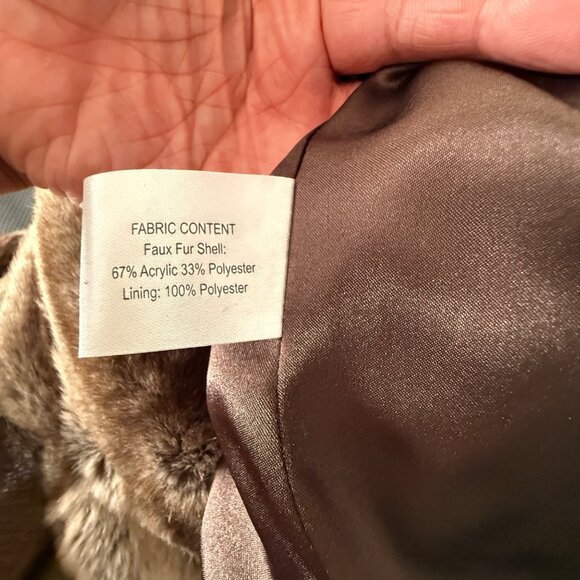 FABRIC CONTENT
Faux Fur Shell:
67% Acrylic 33% Polyester
Lining: 100% Polyester